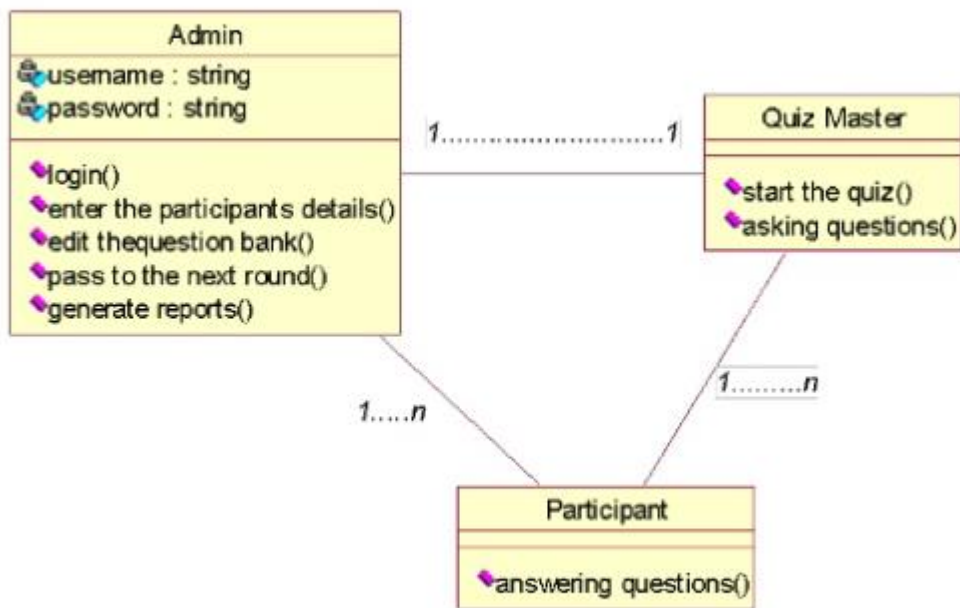 Admin
username : string
password : string
login()
enter the participants details()
edit thequestion bank()
pass to the next round()
generate reports()
1............................1
Quiz Master
start the quiz()
asking questions()
1.....n
1.........n
Participant
answering questions()